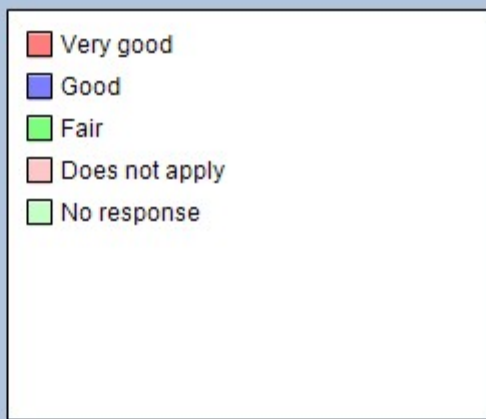 Very good
Good
Fair
Does not apply
No response